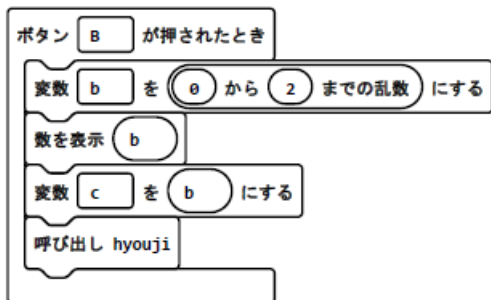 ボタン B が押されたとき
変数 b を 0 から 2 までの乱数 にする
数を表示 b
変数 c を b にする
呼び出し hyouji